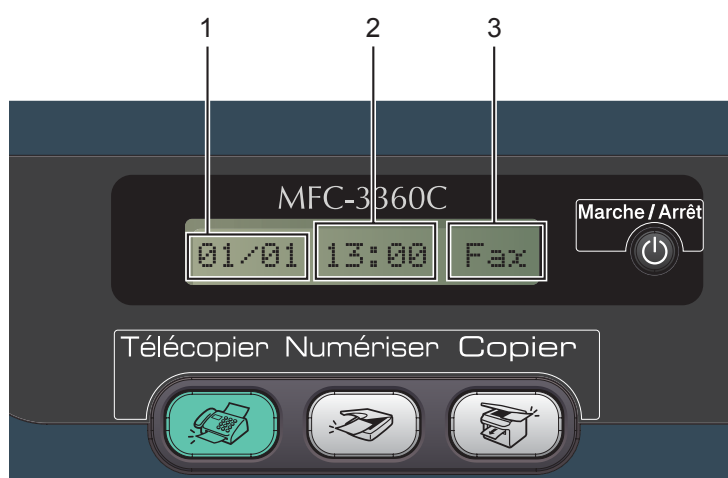 1 2 3
MFC-3360C
Marche / Arrêt
01/01 13:00 Fax
Télécopier Numériser Copier